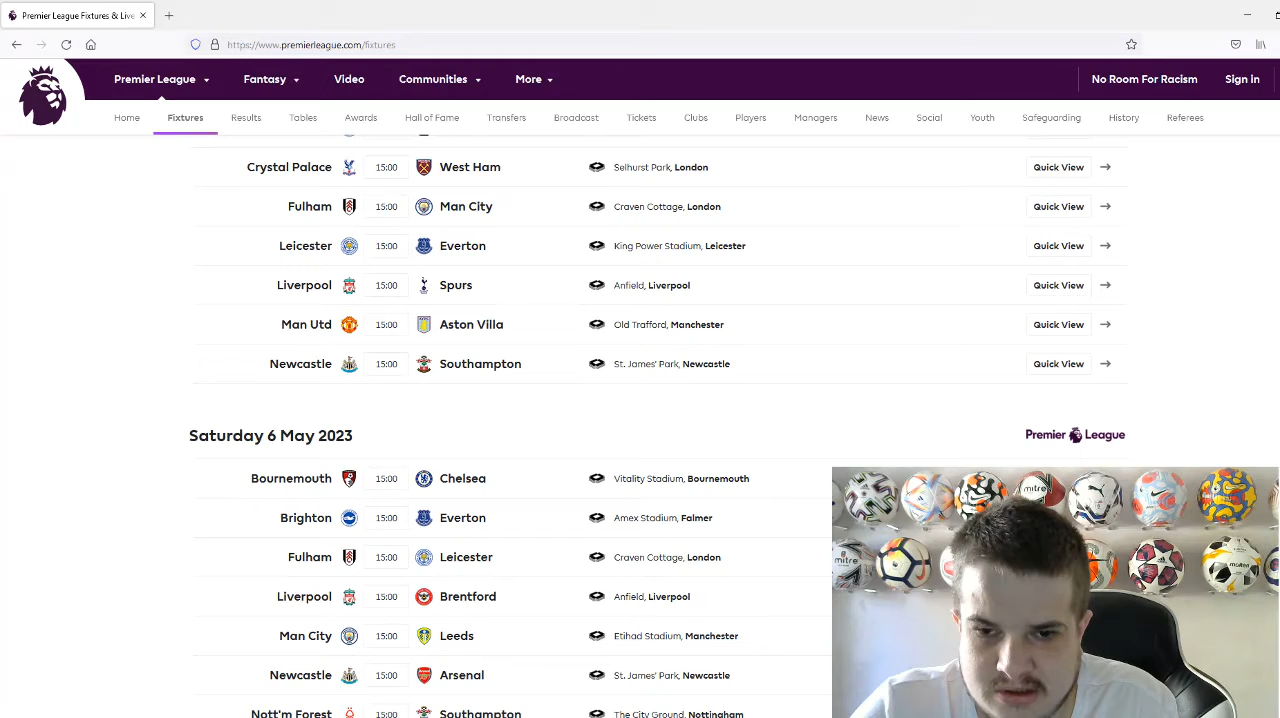 Premier League Fixtures & Live
https://www.premierleague.com/fixtures
Premier League Fantasy Video Communities More No Room For Racism Sign in
Home Fixtures Results Tables Awards Hall of Fame Transfers Broadcast Tickets Clubs Players Managers News Social Youth Safeguarding History Referees
Crystal Palace 15:00 West Ham Selhurst Park, London Quick View
Fulham 15:00 Man City Craven Cottage, London Quick View
Leicester 15:00 Everton King Power Stadium, Leicester Quick View
Liverpool 15:00 Spurs Anfield, Liverpool Quick View
Man Utd 15:00 Aston Villa Old Trafford, Manchester Quick View
Newcastle 15:00 Southampton St. James' Park, Newcastle Quick View
Saturday 6 May 2023 Premier League
Bournemouth 15:00 Chelsea Vitality Stadium, Bournemouth
Brighton 15:00 Everton Amex Stadium, Falmer
Fulham 15:00 Leicester Craven Cottage, London
Liverpool 15:00 Brentford Anfield, Liverpool
Man City 15:00 Leeds Etihad Stadium, Manchester
Newcastle 15:00 Arsenal St. James' Park, Newcastle
Nott'm Forest 15:00 Southampton The City Ground, Nottingham
mitre
mitre
molten